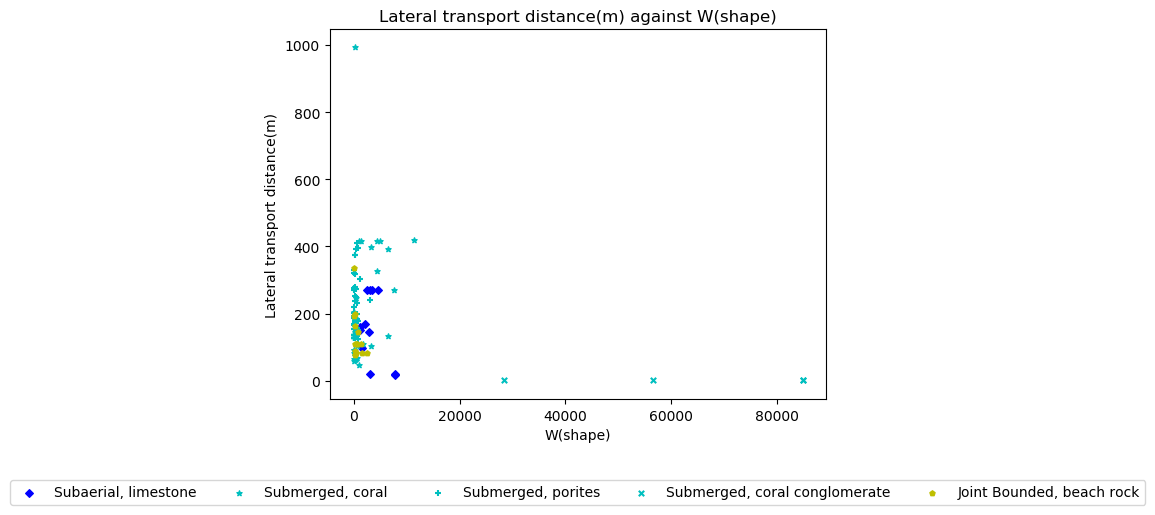 Lateral transport distance(m) against W(shape)
1000
800
600
400
200
0
Lateral transport distance(m)
0 20000 40000 60000 80000
W(shape)
Subaerial, limestone Submerged, coral Submerged, porites Submerged, coral conglomerate Joint Bounded, beach rock